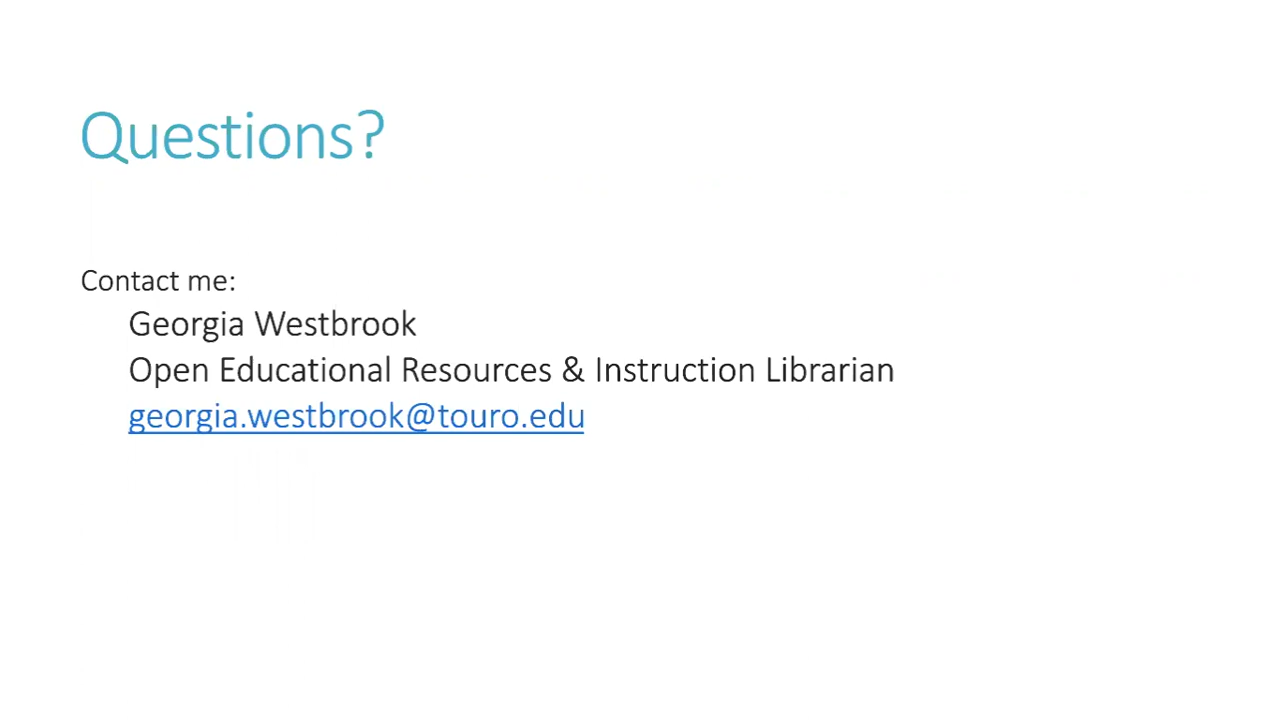 Questions?
Contact me:
Georgia Westbrook
Open Educational Resources & Instruction Librarian
georgia.westbrook@touro.edu